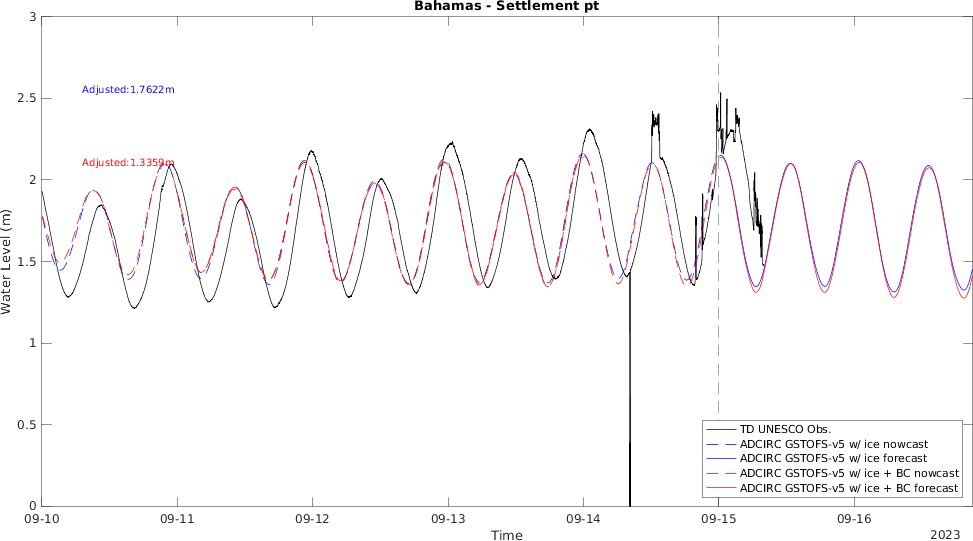 Bahamas - Settlement pt
3
2.5
2
1.5
1
0.5
0
Water Level (m)
Adjusted:1.7622m
Adjusted:1.3359m
TD UNESCO Obs.
ADCIRC GSTOFS-v5 w/ ice nowcast
ADCIRC GSTOFS-v5 w/ ice forecast
ADCIRC GSTOFS-v5 w/ ice + BC nowcast
ADCIRC GSTOFS-v5 w/ ice + BC forecast
09-10 09-11 09-12 09-13 09-14 09-15 09-16
Time
2023